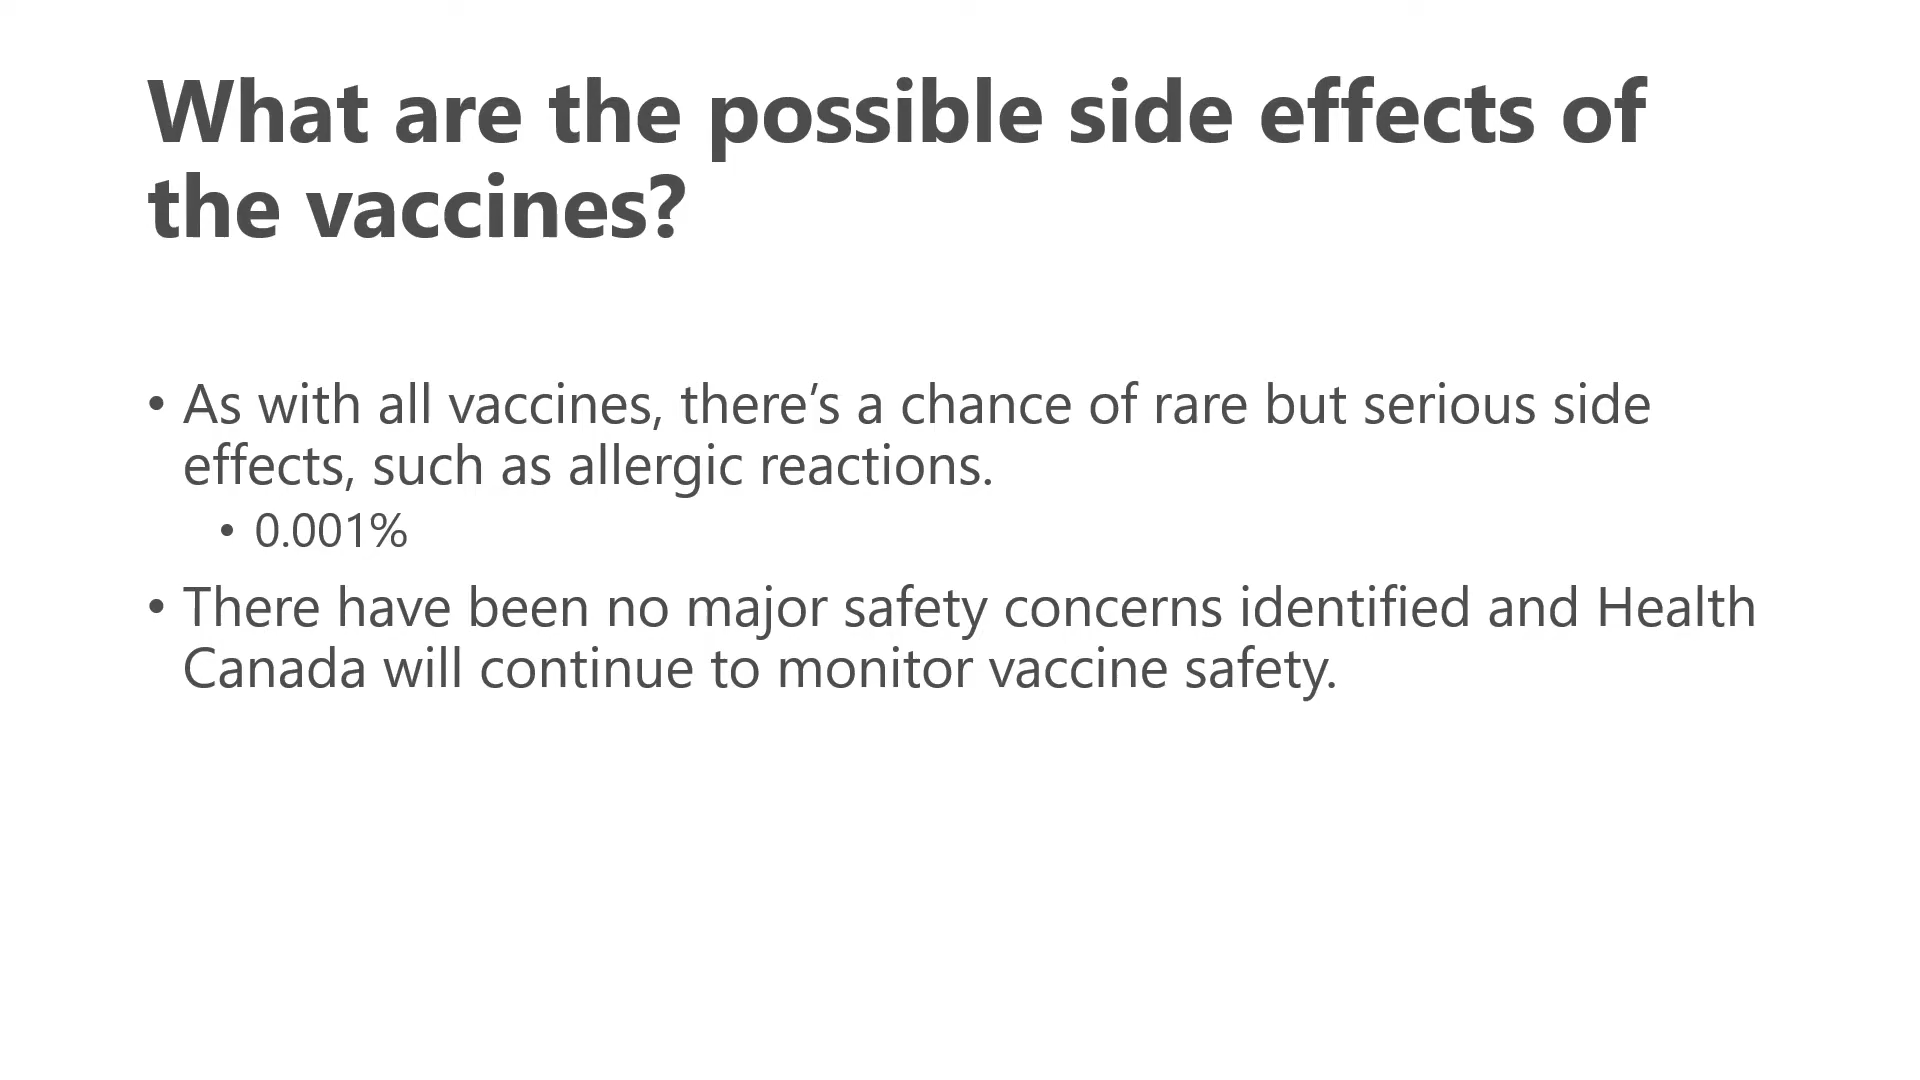 What are the possible side effects of
the vaccines?
• As with all vaccines, there’s a chance of rare but serious side
effects, such as allergic reactions.
• 0.001%
• There have been no major safety concerns identified and Health
Canada will continue to monitor vaccine safety.